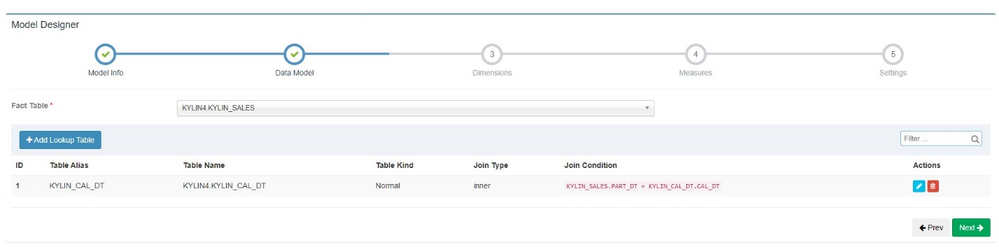 Model Designer
3 4 5
Model Info Data Model Dimensions Measures Settings
Fact Table * KYLIN4.KYLIN_SALES
+ Add Lookup Table Filter ...
ID Table Alias Table Name Table Kind Join Type Join Condition Actions
1 KYLIN_CAL_DT KYLIN4.KYLIN_CAL_DT Normal inner KYLIN_SALES.PART_DT = KYLIN_CAL_DT.CAL_DT
Prev Next